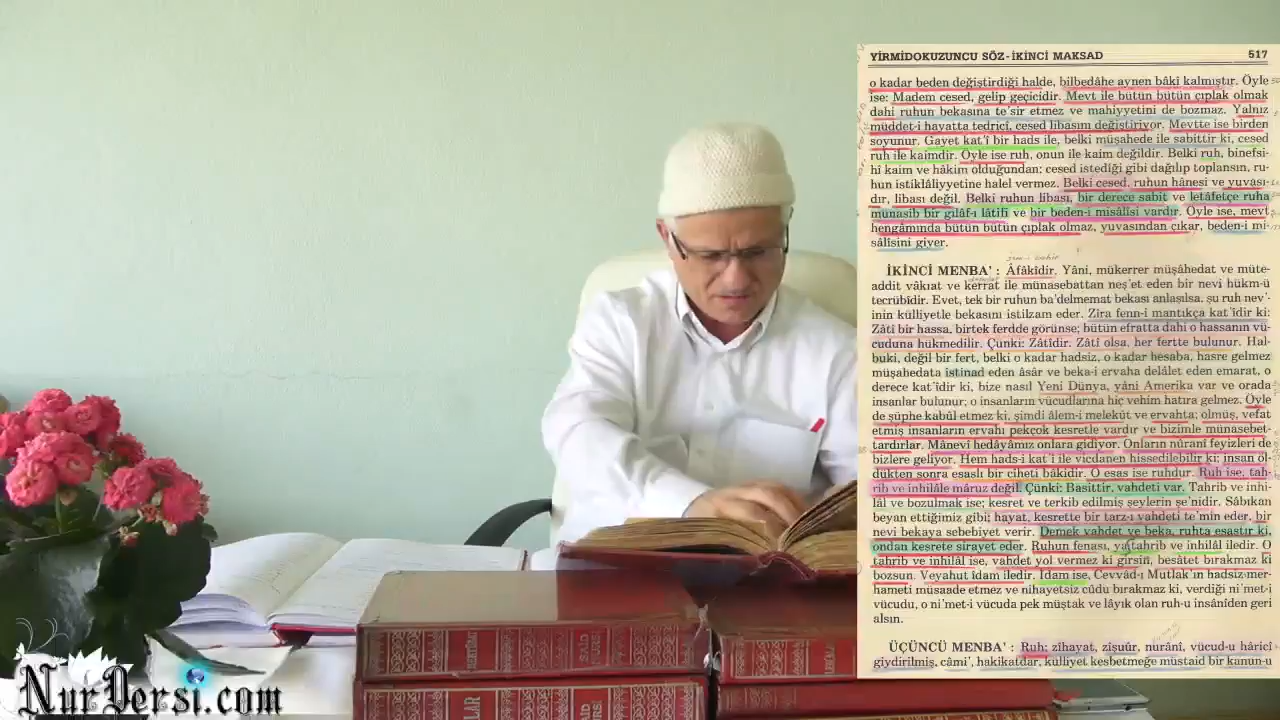 YİRMİDOKUZUNCU SÖZ - İKİNCİ MAKSAD 517
o kadar beden değiştirdiği halde, bilbedâhe aynen bâki kalmıştır. Öyle
ise: Madem cesed, gelip geçicidir. Mevt ile bütün bütün çıplak olmak
dahi ruhun bekasına te'sir etmez ve mahiyyetini de bozmaz. Yalnız
müddet-i hayatta tedricî, cesed libasını değiştiriyor. Mevtte ise birden
soyunur. Gayet kat'î bir hads ile, belki müşahede ile sabittir ki, cesed
ruh ile kaimdir. Öyle ise ruh, onun ile kaim değildir. Belki ruh, binefsi-
hî kaim ve hâkim olduğundan; cesed istediği gibi dağılıp toplansın, ru-
hun istiklâliyyetine halel vermez. Belki cesed, ruhun hânesi ve yuvası-
dır, libası değil. Belki ruhun libası, bir derece sabit ve letâfetçe ruha
münasib bir gılâf-ı lâtifi ve bir beden-i misâlîsi vardır. Öyle ise, mevt
hengâmında bütün bütün çıplak olmaz, yuvasından çıkar, beden-i mi-
sâlîsini giyer.
İKİNCİ MENBA' : Âfâkîdir. Yâni, mükerrer müşâhedat ve müte-
addit vâkıat ve kerrat ile münasebattan neş'et eden bir nevi hükm-ü
tecrübîdir. Evet, tek bir ruhun ba'delmemat bekası anlaşılsa, şu ruh nev'-
inin külliyetle bekasını istilzam eder. Zira fenn-i mantıkça kat'îdir ki:
Zâtî bir hassa, birtek ferdde görünse; bütün efratta dahi o hassanın vü-
cuduna hükmedilir. Çünki: Zâtîdir. Zâtî olsa, her fertte bulunur. Hal-
buki, değil bir fert, belki o kadar hadsiz, o kadar hesaba, hasre gelmez
müşahedata istinad eden âsâr ve beka-i ervaha delâlet eden emarat, o
derece kat'îdir ki, bize nasıl Yeni Dünya, yâni Amerika var ve orada
insanlar bulunur; o insanların vücudlarına hiç vehim hatıra gelmez. Öyle
de şüphe kabûl etmez ki, şimdi âlem-i melekût ve ervahta; ölmüş, vefat
etmiş insanların ervahı pekçok kesretle vardır ve bizimle münasebet-
tardırlar. Mânevî hedâyâmız onlara gidiyor. Onların nûranî feyizleri de
bizlere geliyor. Hem hads-i kat'î ile vicdanen hissedilebilir ki; insan öl-
dükten sonra esaslı bir ciheti bâkîdir. O esas ise ruhdur. Ruh ise, tah-
rib ve inhilâle mâruz değil. Çünki: Basittir, vahdeti var. Tahrib ve inhi-
lâl ve bozulmak ise; kesret ve terkib edilmiş şeylerin şe'nidir. Sâbıkan
beyan ettiğimiz gibi; hayat, kesrette bir tarz-ı vahdeti te'min eder, bir
nevi bekaya sebebiyet verir. Demek vahdet ve beka, ruhta esastır ki,
ondan kesrete sirayet eder. Ruhun fenası, ya tahrib ve inhilâl iledir. O
tahrib ve inhilâl ise, vahdet yol vermez ki girsin, besâtet bırakmaz ki
bozsun. Veyahut îdam iledir. İdam ise, Cevvâd-ı Mutlak'ın hadsiz mer-
hameti müsaade etmez ve nihayetsiz cûdu bırakmaz ki, verdiği ni'met-i
vücudu, o ni'met-i vücuda pek müştak ve lâyık olan ruh-u insânîden geri
alsın.
ÜÇÜNCÜ MENBA' : Ruh; zîhayat, zîşuûr, nurânî, vücud-u hâricî
giydirilmiş, câmi', hakikatdar, külliyet kesbetmeğe müstaid bir kanun-u
NurDersi.com